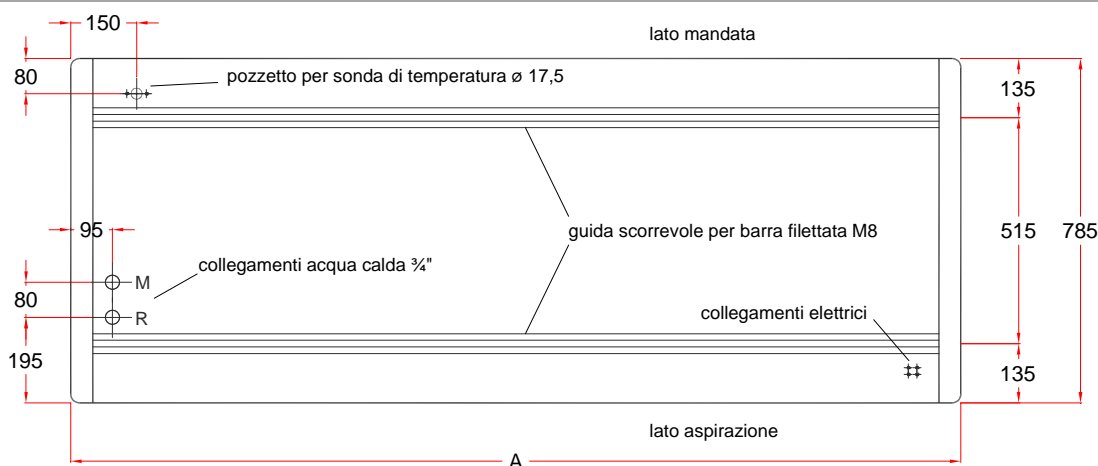 150
lato mandata
80
pozzetto per sonda di temperatura ø 17,5
135
95
guida scorrevole per barra filettata M8
515
785
collegamenti acqua calda ¾"
M
80
R
collegamenti elettrici
195
135
lato aspirazione
A